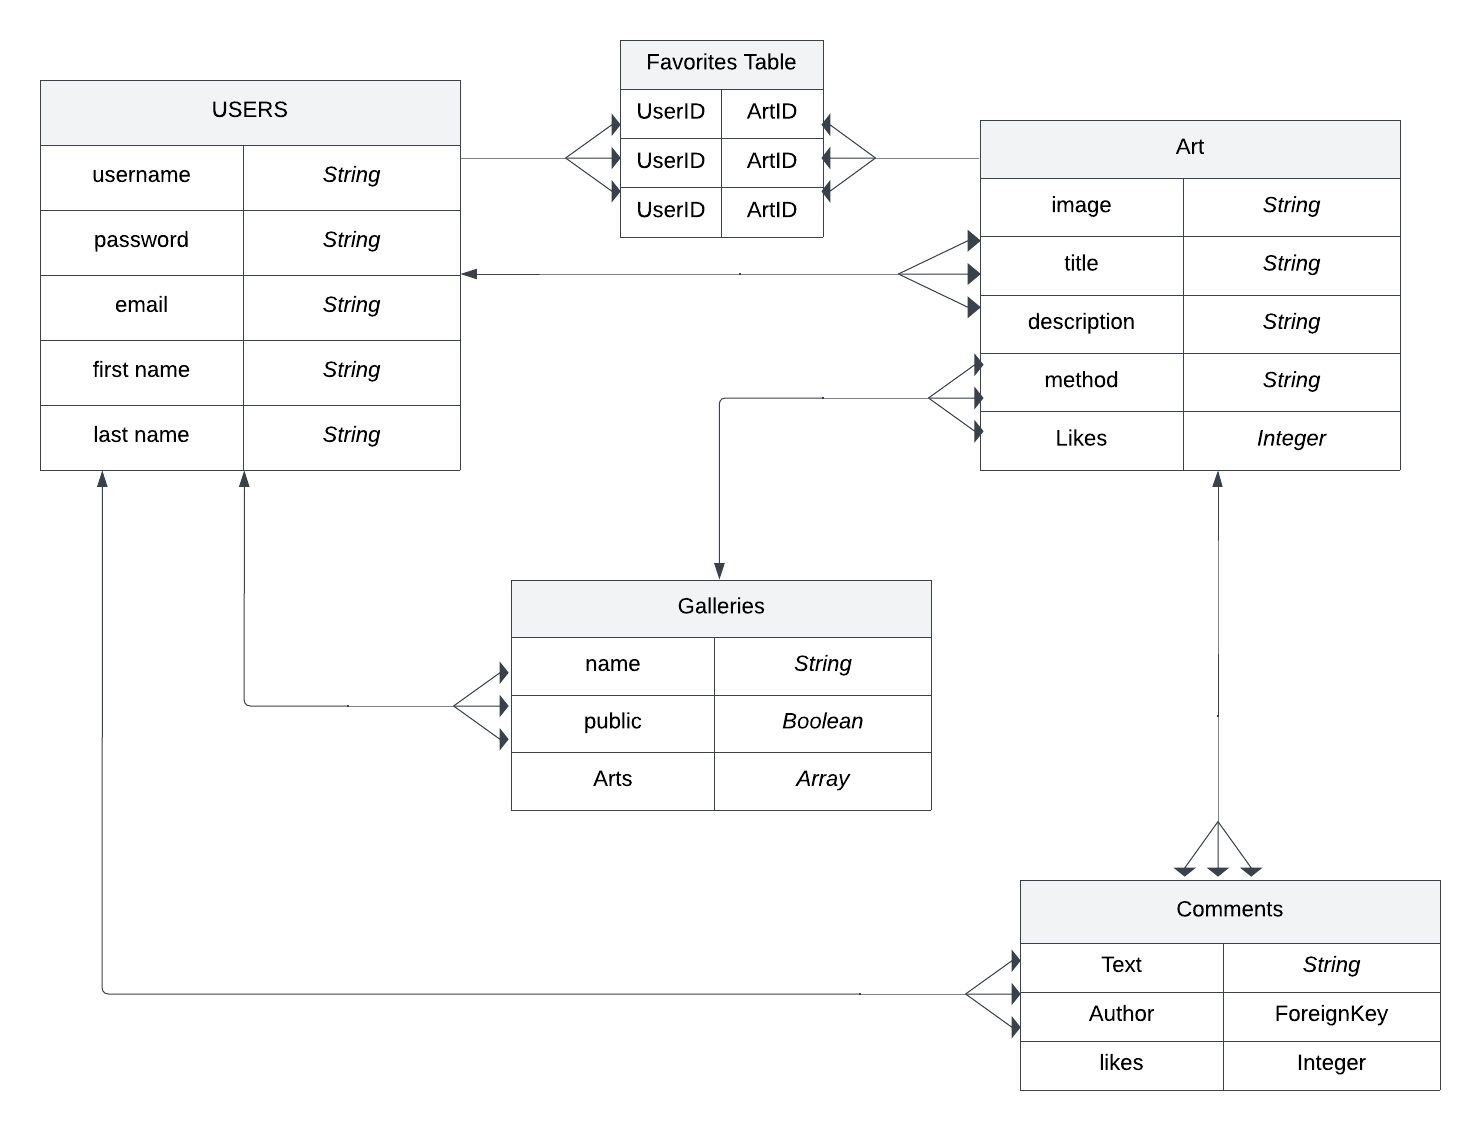 Favorites Table
UserID ArtID
UserID ArtID
UserID ArtID
USERS
username String
password String
email String
first name String
last name String
Art
image String
title String
description String
method String
Likes Integer
Galleries
name String
public Boolean
Arts Array
Comments
Text String
Author ForeignKey
likes Integer